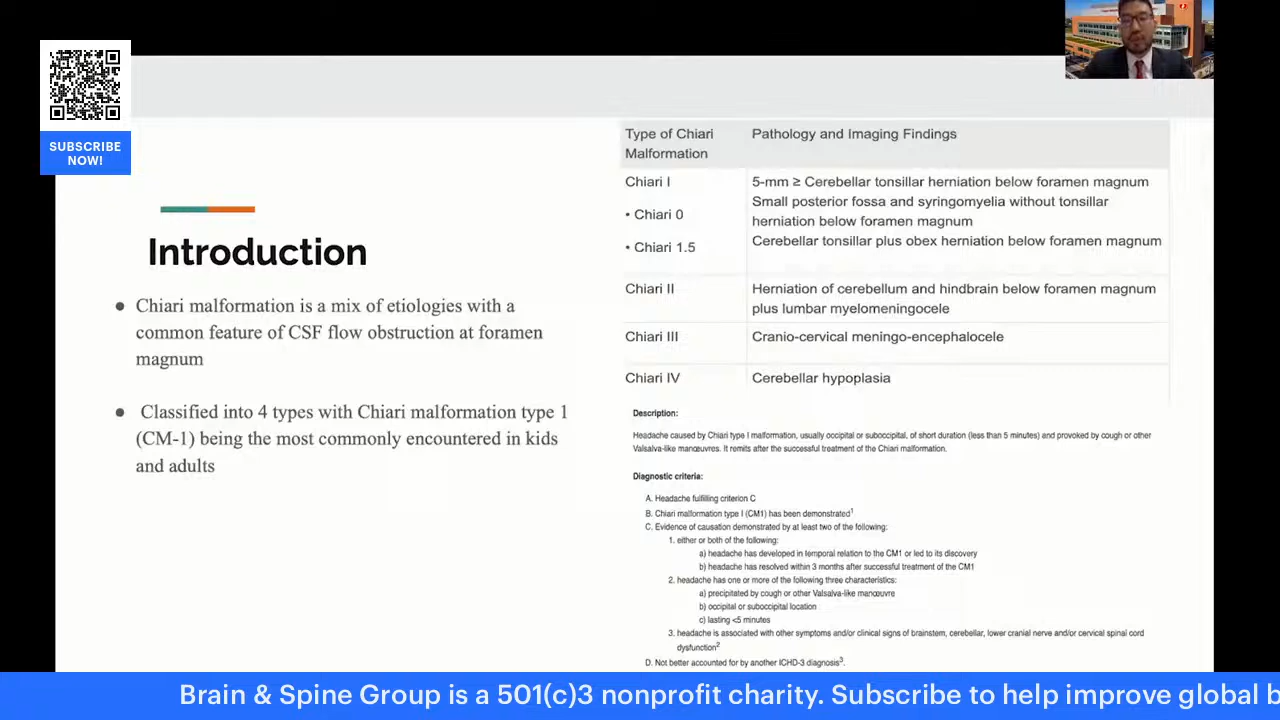 SUBSCRIBE
NOW!
Introduction
● Chiari malformation is a mix of etiologies with a
common feature of CSF flow obstruction at foramen
magnum
● Classified into 4 types with Chiari malformation type 1
(CM-1) being the most commonly encountered in kids
and adults
Type of Chiari Malformation Pathology and Imaging Findings
Chiari I 5-mm ≥ Cerebellar tonsillar herniation below foramen magnum
• Chiari 0 Small posterior fossa and syringomyelia without tonsillar
herniation below foramen magnum
• Chiari 1.5 Cerebellar tonsillar plus obex herniation below foramen magnum
Chiari II Herniation of cerebellum and hindbrain below foramen magnum
plus lumbar myelomeningocele
Chiari III Cranio-cervical meningo-encephalocele
Chiari IV Cerebellar hypoplasia
Description:
Headache caused by Chiari type I malformation, usually occipital or suboccipital, of short duration (less than 5 minutes) and provoked by cough or other
Valsalva-like manœuvres. It remits after the successful treatment of the Chiari malformation.
Diagnostic criteria:
A. Headache fulfilling criterion C
B. Chiari malformation type I (CM1) has been demonstrated1
C. Evidence of causation demonstrated by at least two of the following:
1. either or both of the following:
a) headache has developed in temporal relation to the CM1 or led to its discovery
b) headache has resolved within 3 months after successful treatment of the CM1
2. headache has one or more of the following three characteristics:
a) precipitated by cough or other Valsalva-like manœuvre
b) occipital or suboccipital location
c) lasting <5 minutes
3. headache is associated with other symptoms and/or clinical signs of brainstem, cerebellar, lower cranial nerve and/or cervical spinal cord
dysfunction2
D. Not better accounted for by another ICHD-3 diagnosis3.
Brain & Spine Group is a 501(c)3 nonprofit charity. Subscribe to help improve global b